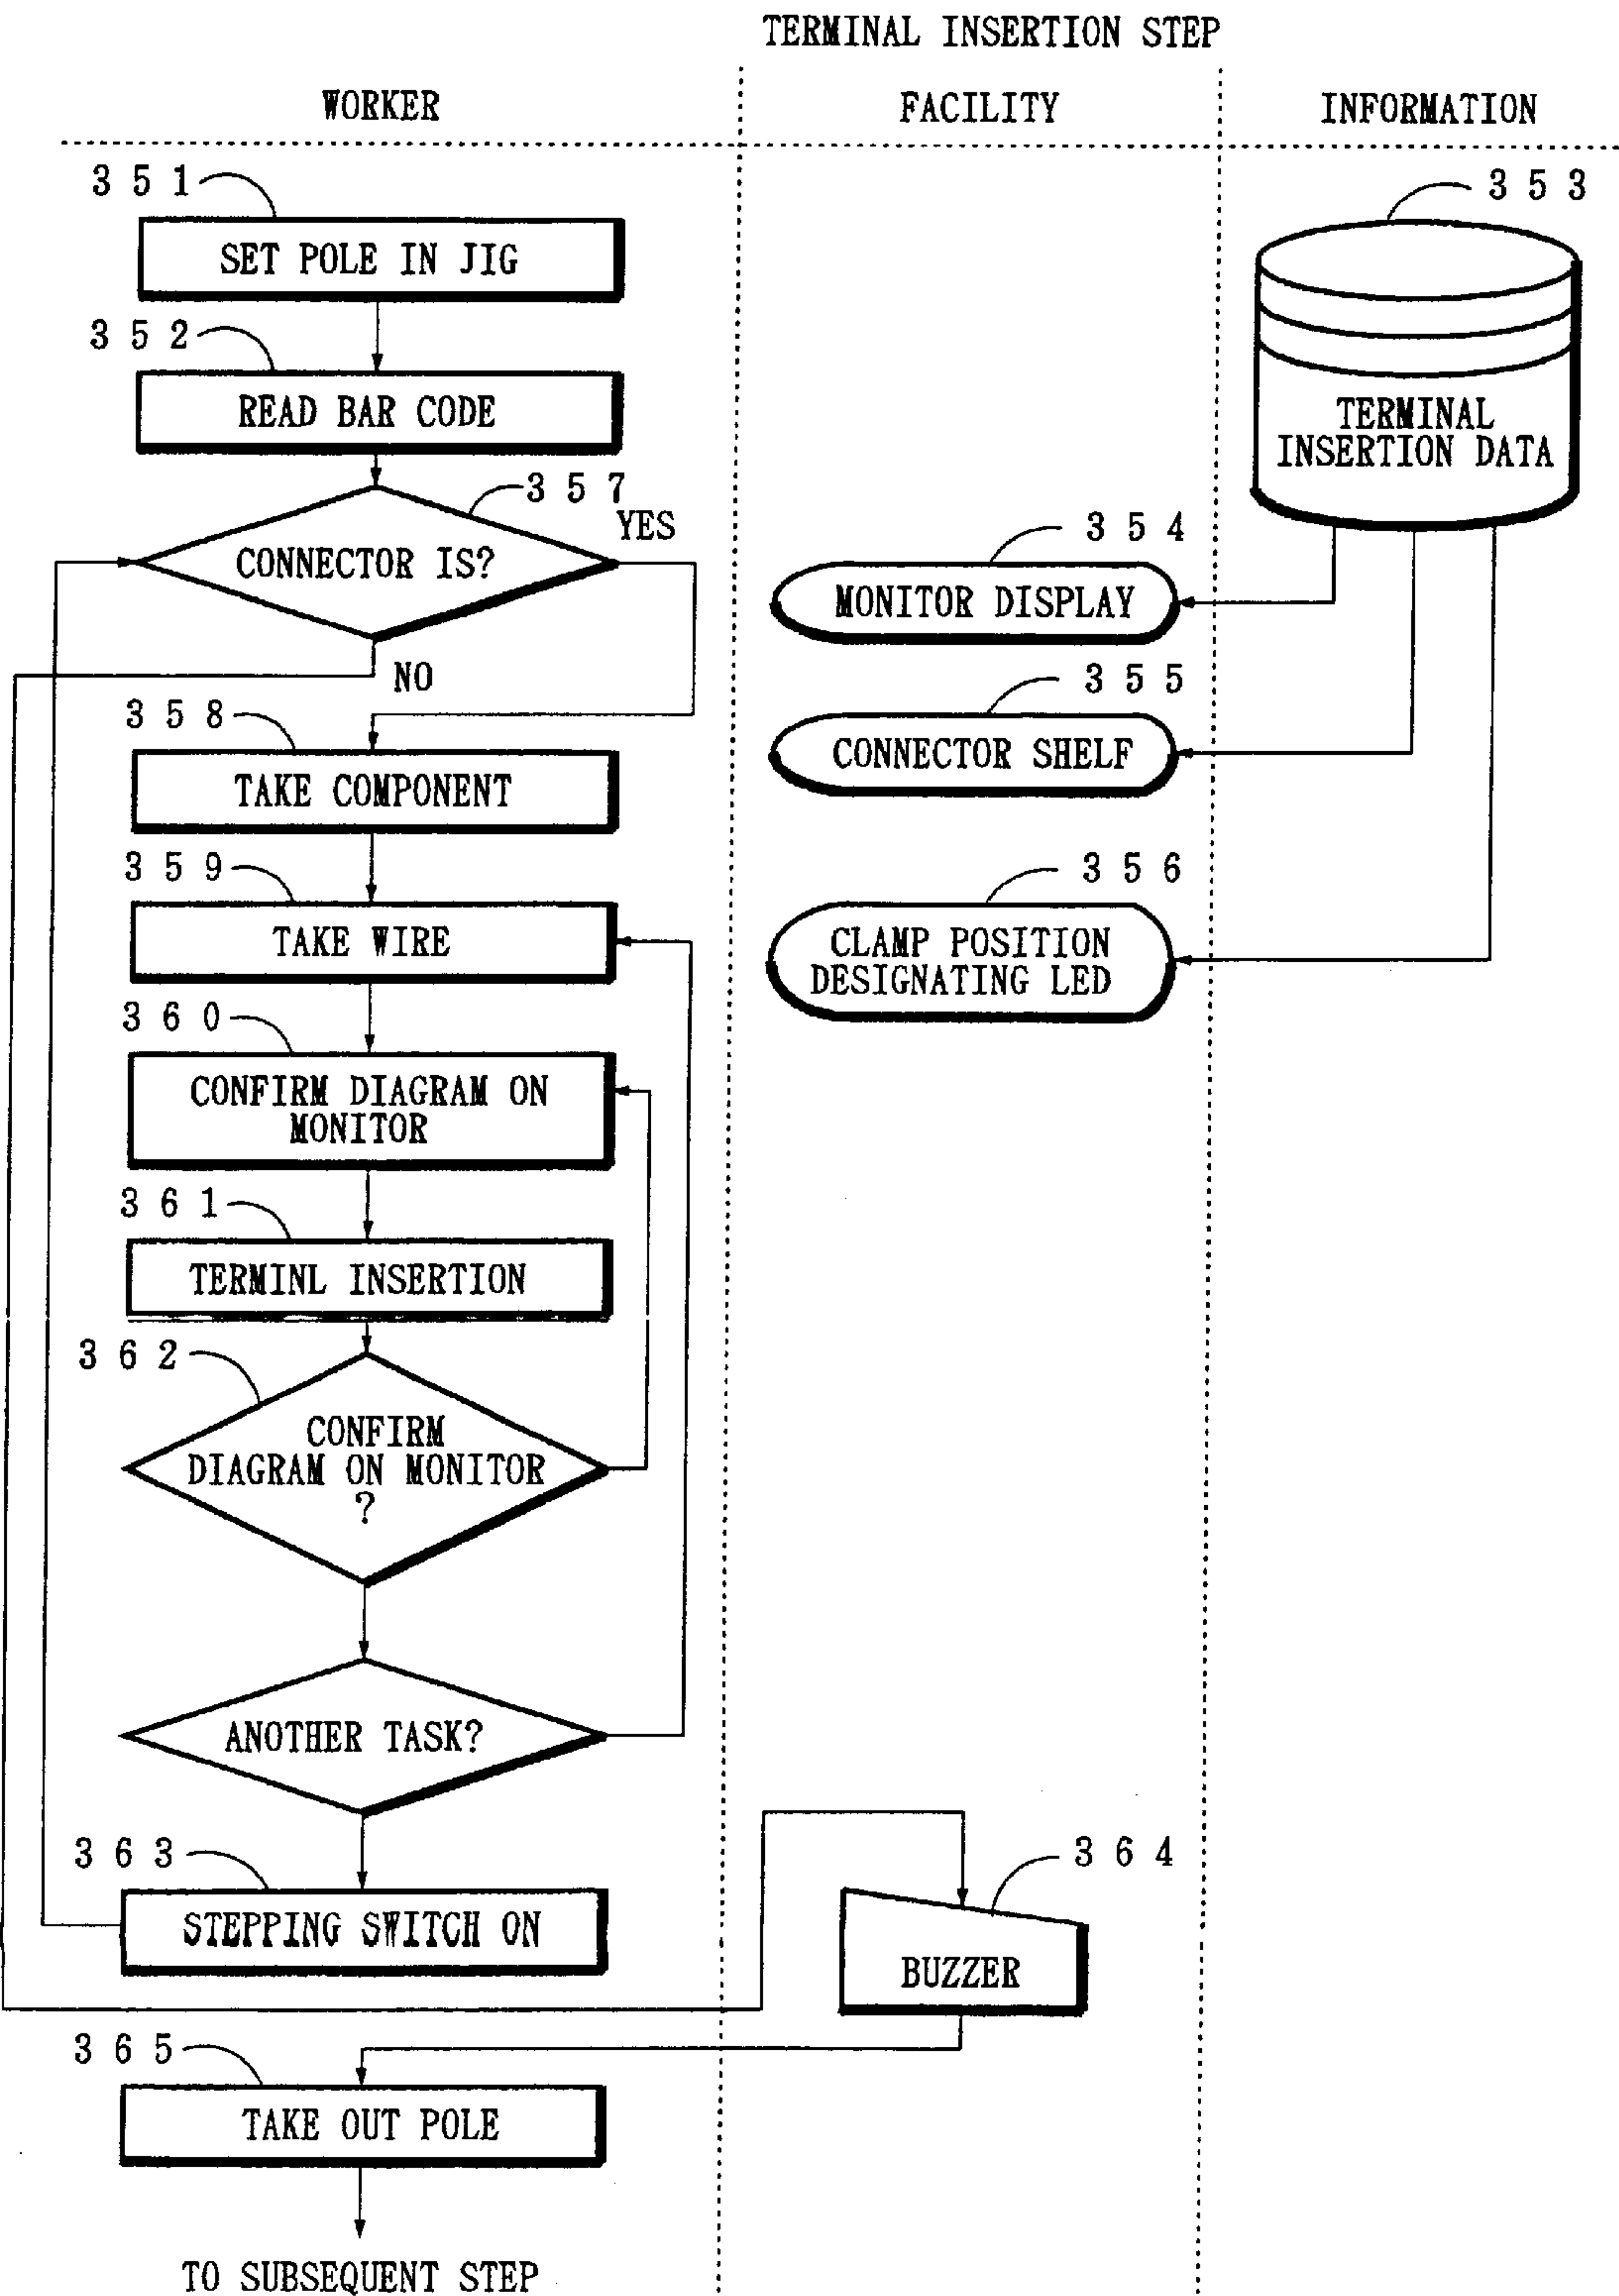 TERMINAL INSERTION STEP
WORKER
FACILITY
INFORMATION
351
SET POLE IN JIG
352
READ BAR CODE
357
YES
CONNECTOR IS?
NO
358
TAKE COMPONENT
359
TAKE WIRE
360
CONFIRM DIAGRAM ON
MONITOR
361
TERMINL INSERTION
362
CONFIRM
DIAGRAM ON MONITOR
?
ANOTHER TASK?
363
STEPPING SWITCH ON
365
TAKE OUT POLE
TO SUBSEQUENT STEP
354
MONITOR DISPLAY
355
CONNECTOR SHELF
356
CLAMP POSITION
DESIGNATING LED
364
BUZZER
353
TERMINAL
INSERTION DATA